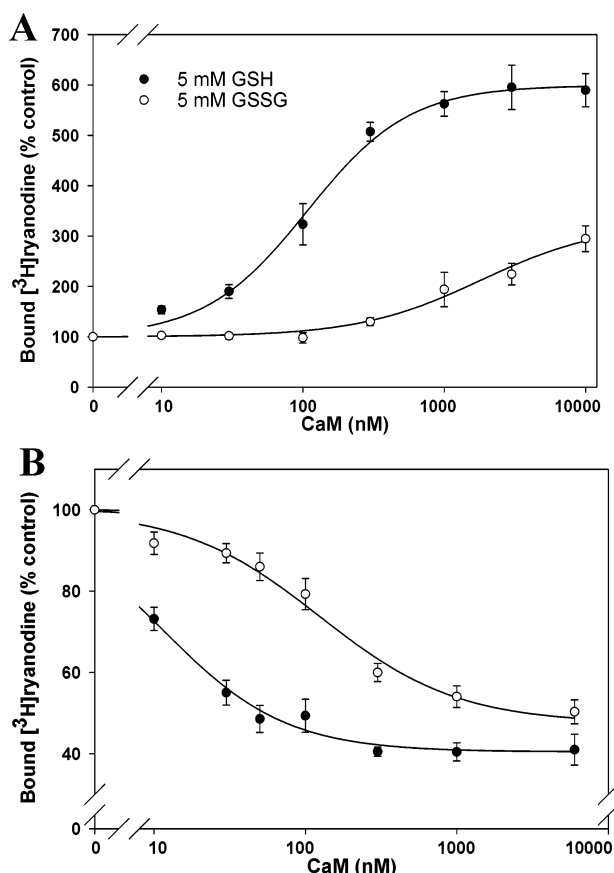 A
700
600
500
400
300
200
100
0
5 mM GSH
5 mM GSSG
Bound [³H]ryanodine (% control)
0 10 100 1000 10000
CaM (nM)
B
100
80
60
40
0
Bound [³H]ryanodine (% control)
0 10 100 1000 10000
CaM (nM)